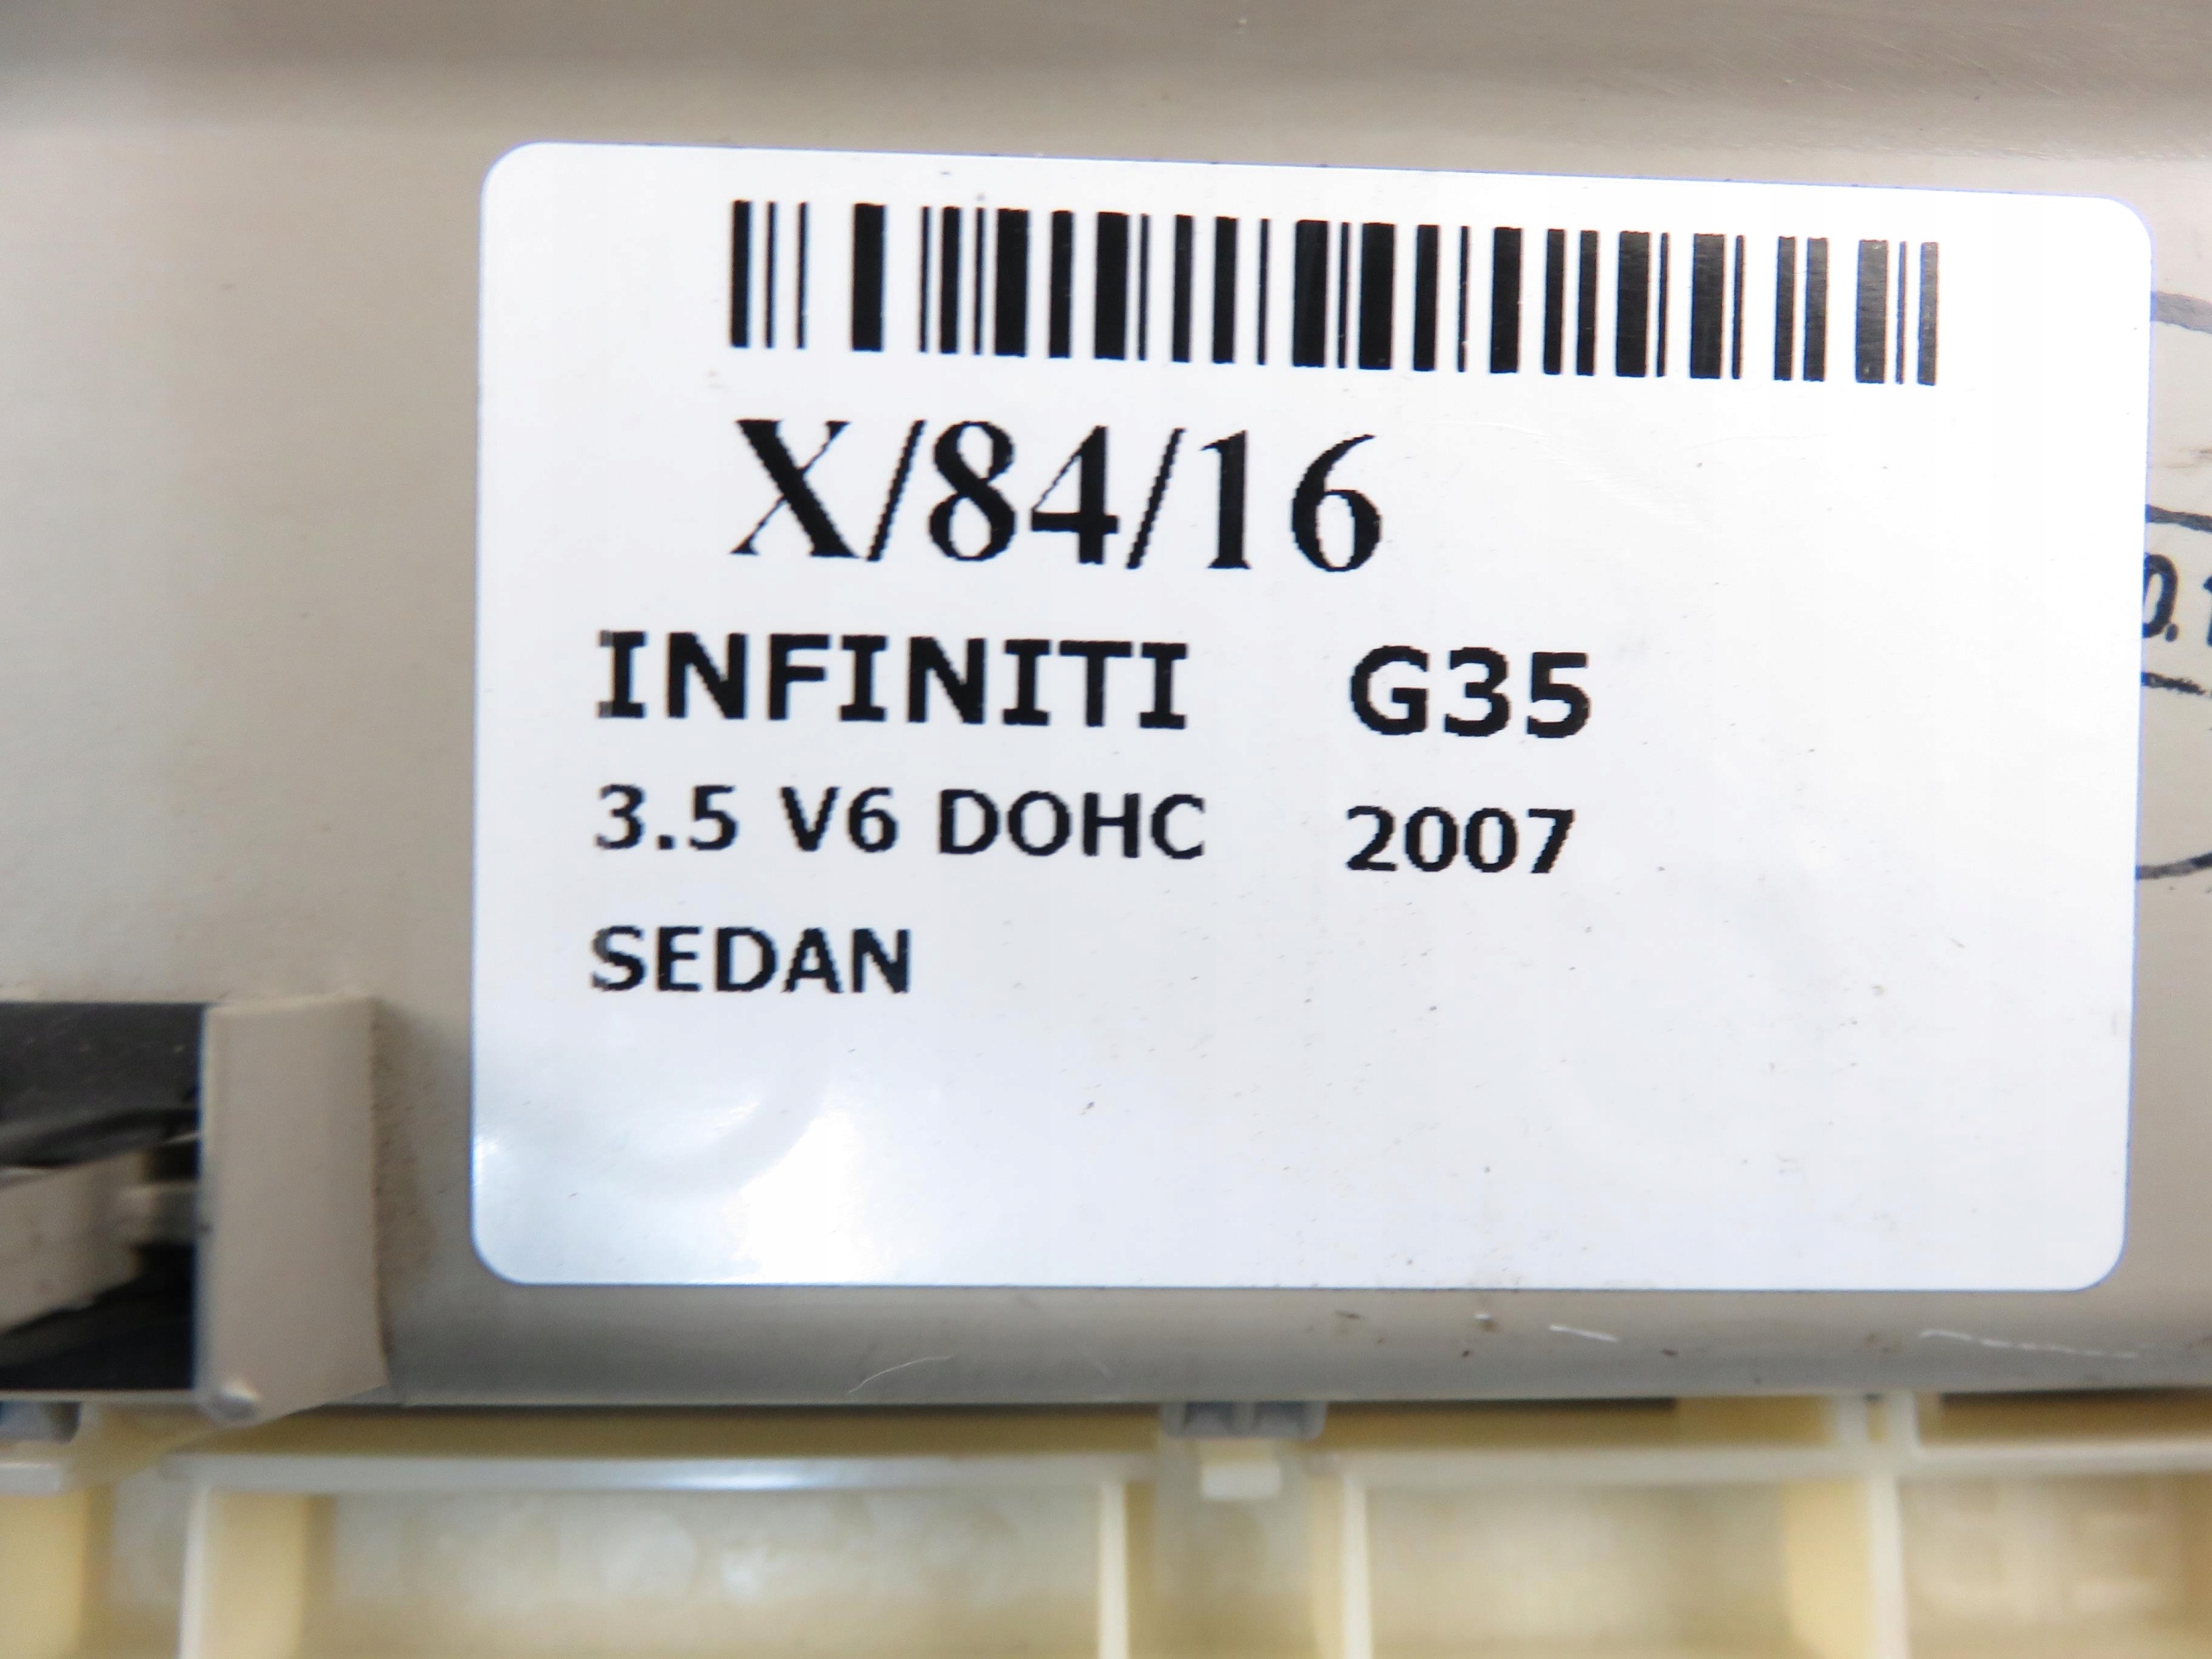 X/84/16
INFINITI G35
3.5 V6 DOHC 2007
SEDAN